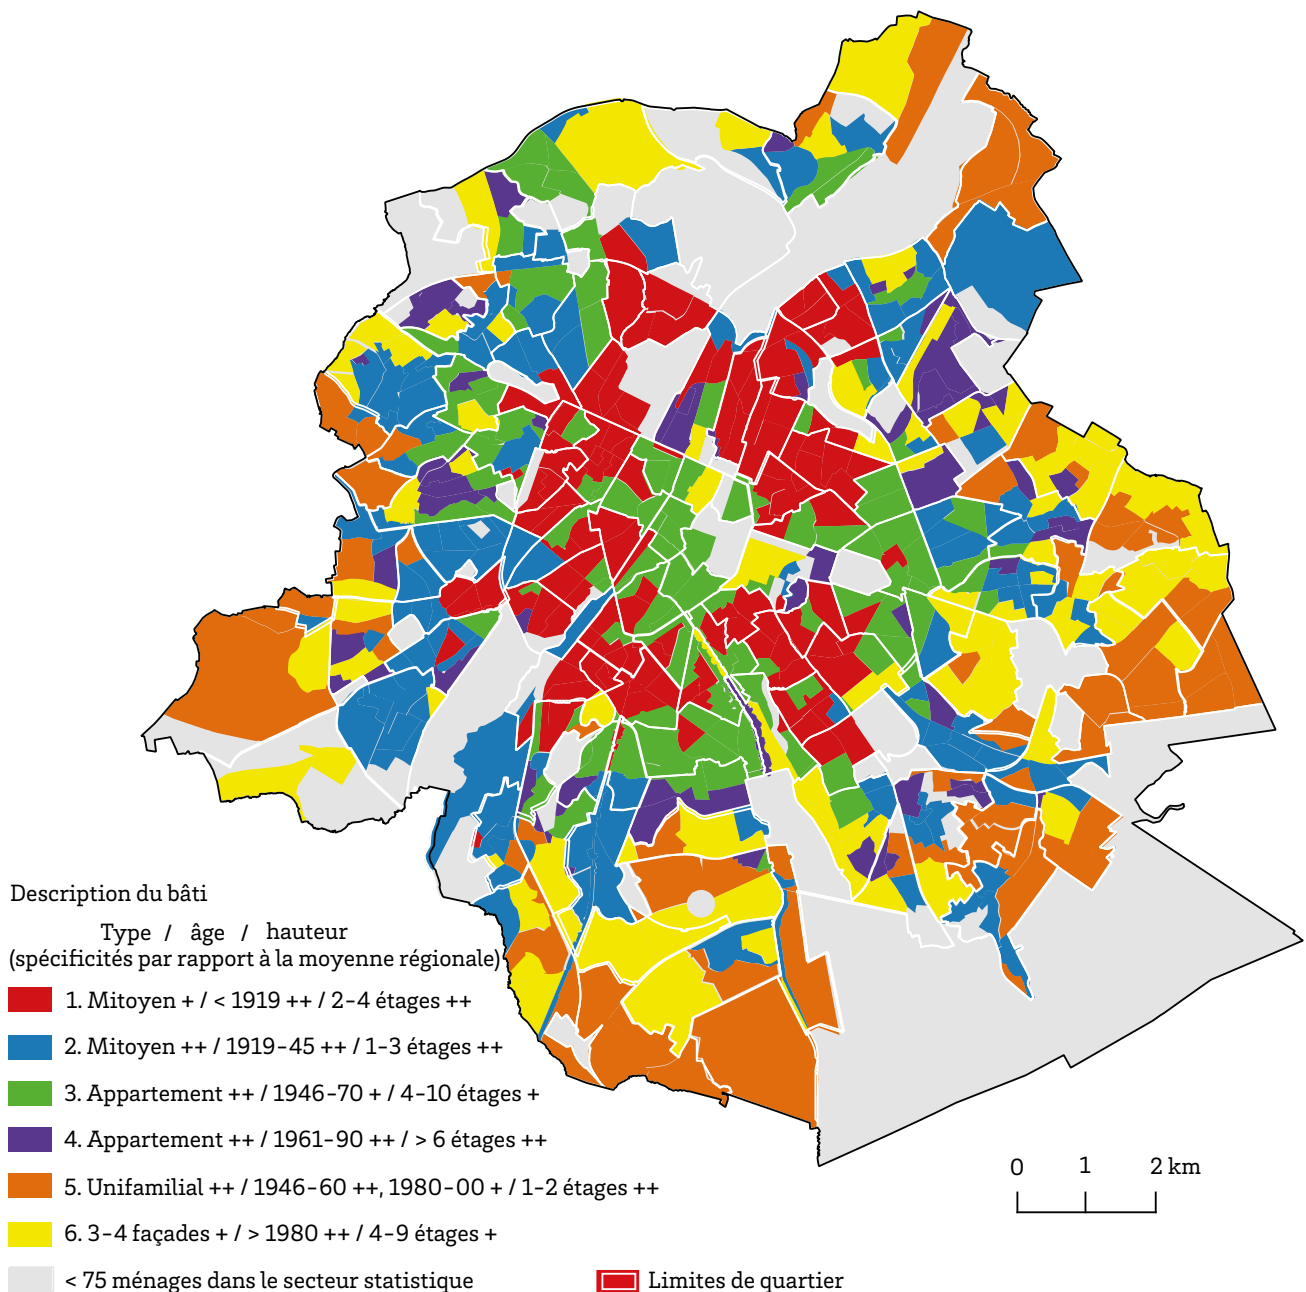 Description du bâti
Type / âge / hauteur
(spécificités par rapport à la moyenne régionale)
1. Mitoyen + / < 1919 ++ / 2-4 étages ++
2. Mitoyen ++ / 1919-45 ++ / 1-3 étages ++
3. Appartement ++ / 1946-70 + / 4-10 étages +
4. Appartement ++ / 1961-90 ++ / > 6 étages ++
5. Unifamilial ++ / 1946-60 ++, 1980-00 + / 1-2 étages ++
6. 3-4 façades + / > 1980 ++ / 4-9 étages +
< 75 ménages dans le secteur statistique
Limites de quartier
0 1 2 km